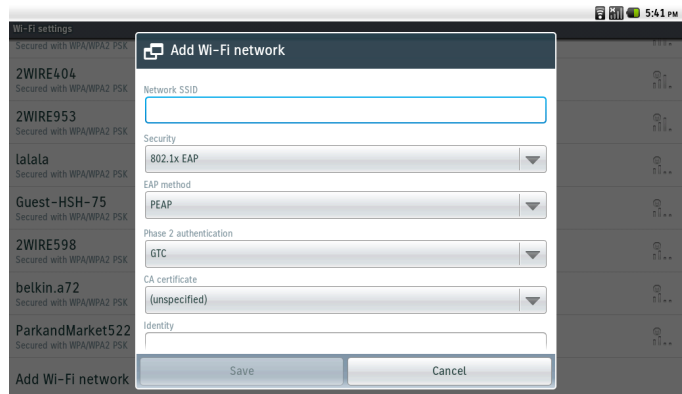 5:41 PM
Wi-Fi settings
Secured with WPA/WPA2 PSK
2WIRE404
Secured with WPA/WPA2 PSK
2WIRE953
Secured with WPA/WPA2 PSK
lalala
Secured with WPA/WPA2 PSK
Guest-HSH-75
Secured with WPA/WPA2 PSK
2WIRE598
Secured with WPA/WPA2 PSK
belkin.a72
Secured with WPA/WPA2 PSK
ParkandMarket522
Secured with WPA/WPA2 PSK
Add Wi-Fi network
Add Wi-Fi network
Network SSID
Security
802.1x EAP
EAP method
PEAP
Phase 2 authentication
GTC
CA certificate
(unspecified)
Identity
Save
Cancel